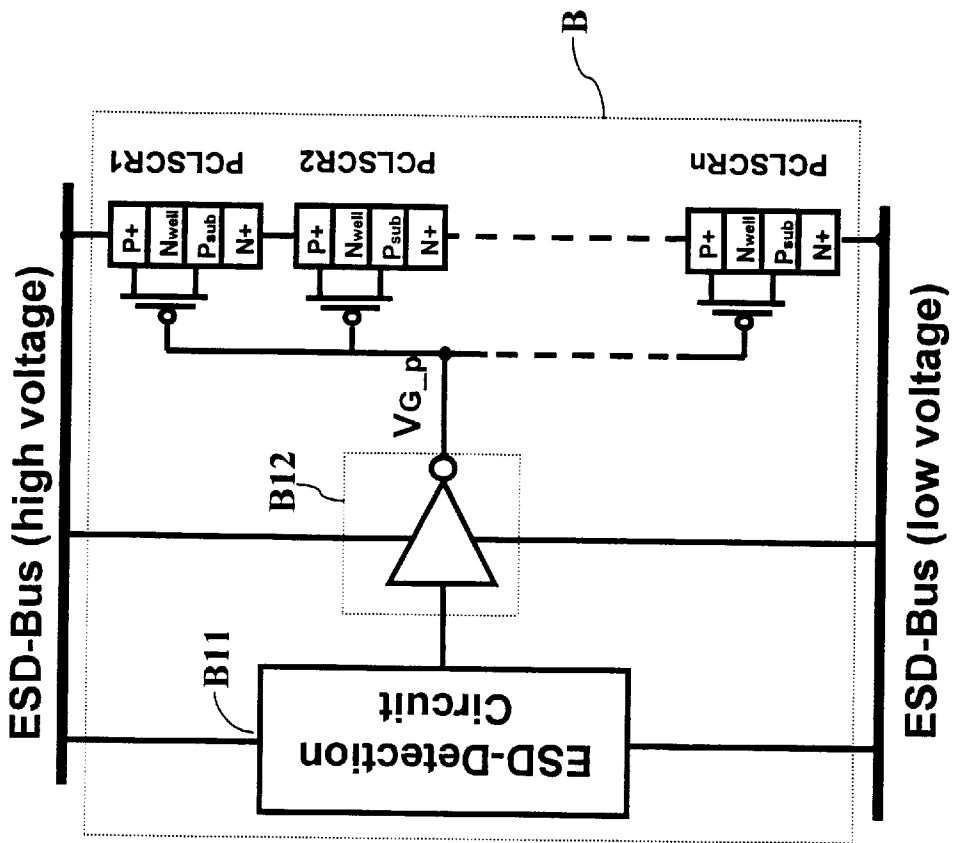 ESD-Bus (high voltage)
B
PCLSCR1
P+
Nwell
Psub
N+
PCLSCR2
P+
Nwell
Psub
N+
PCLSCRn
P+
Nwell
Psub
N+
VG_p
B12
B11
ESD-Detection
Circuit
ESD-Bus (low voltage)